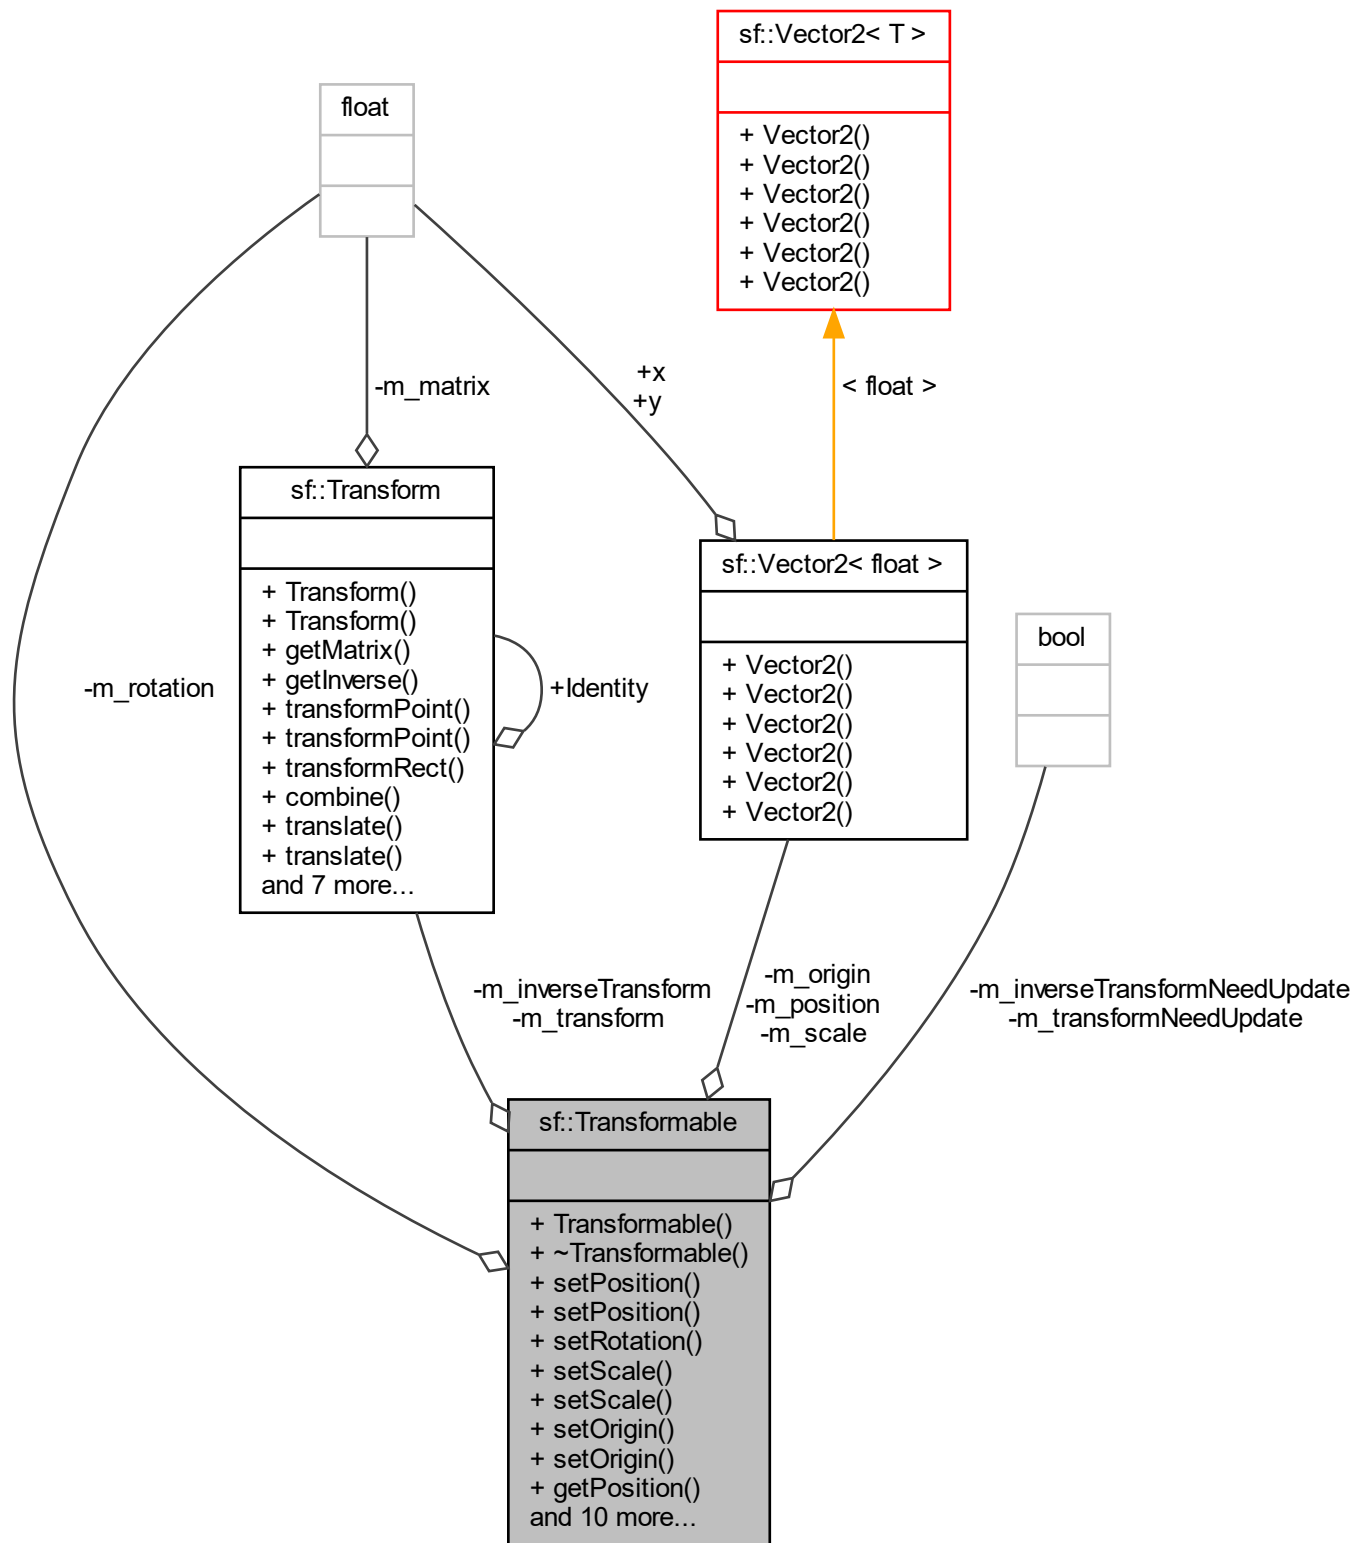 sf::Vector2< T >
+ Vector2()
+ Vector2()
+ Vector2()
+ Vector2()
+ Vector2()
+ Vector2()
float
-m_matrix
+x
+y
< float >
sf::Transform
+ Transform()
+ Transform()
+ getMatrix()
+ getInverse()
+ transformPoint()
+ transformPoint()
+ transformRect()
+ combine()
+ translate()
+ translate()
and 7 more...
+Identity
-m_rotation
sf::Vector2< float >
+ Vector2()
+ Vector2()
+ Vector2()
+ Vector2()
+ Vector2()
+ Vector2()
bool
-m_inverseTransform
-m_transform
-m_origin
-m_position
-m_scale
-m_inverseTransformNeedUpdate
-m_transformNeedUpdate
sf::Transformable
+ Transformable()
+ ~Transformable()
+ setPosition()
+ setPosition()
+ setRotation()
+ setScale()
+ setScale()
+ setOrigin()
+ setOrigin()
+ getPosition()
and 10 more...